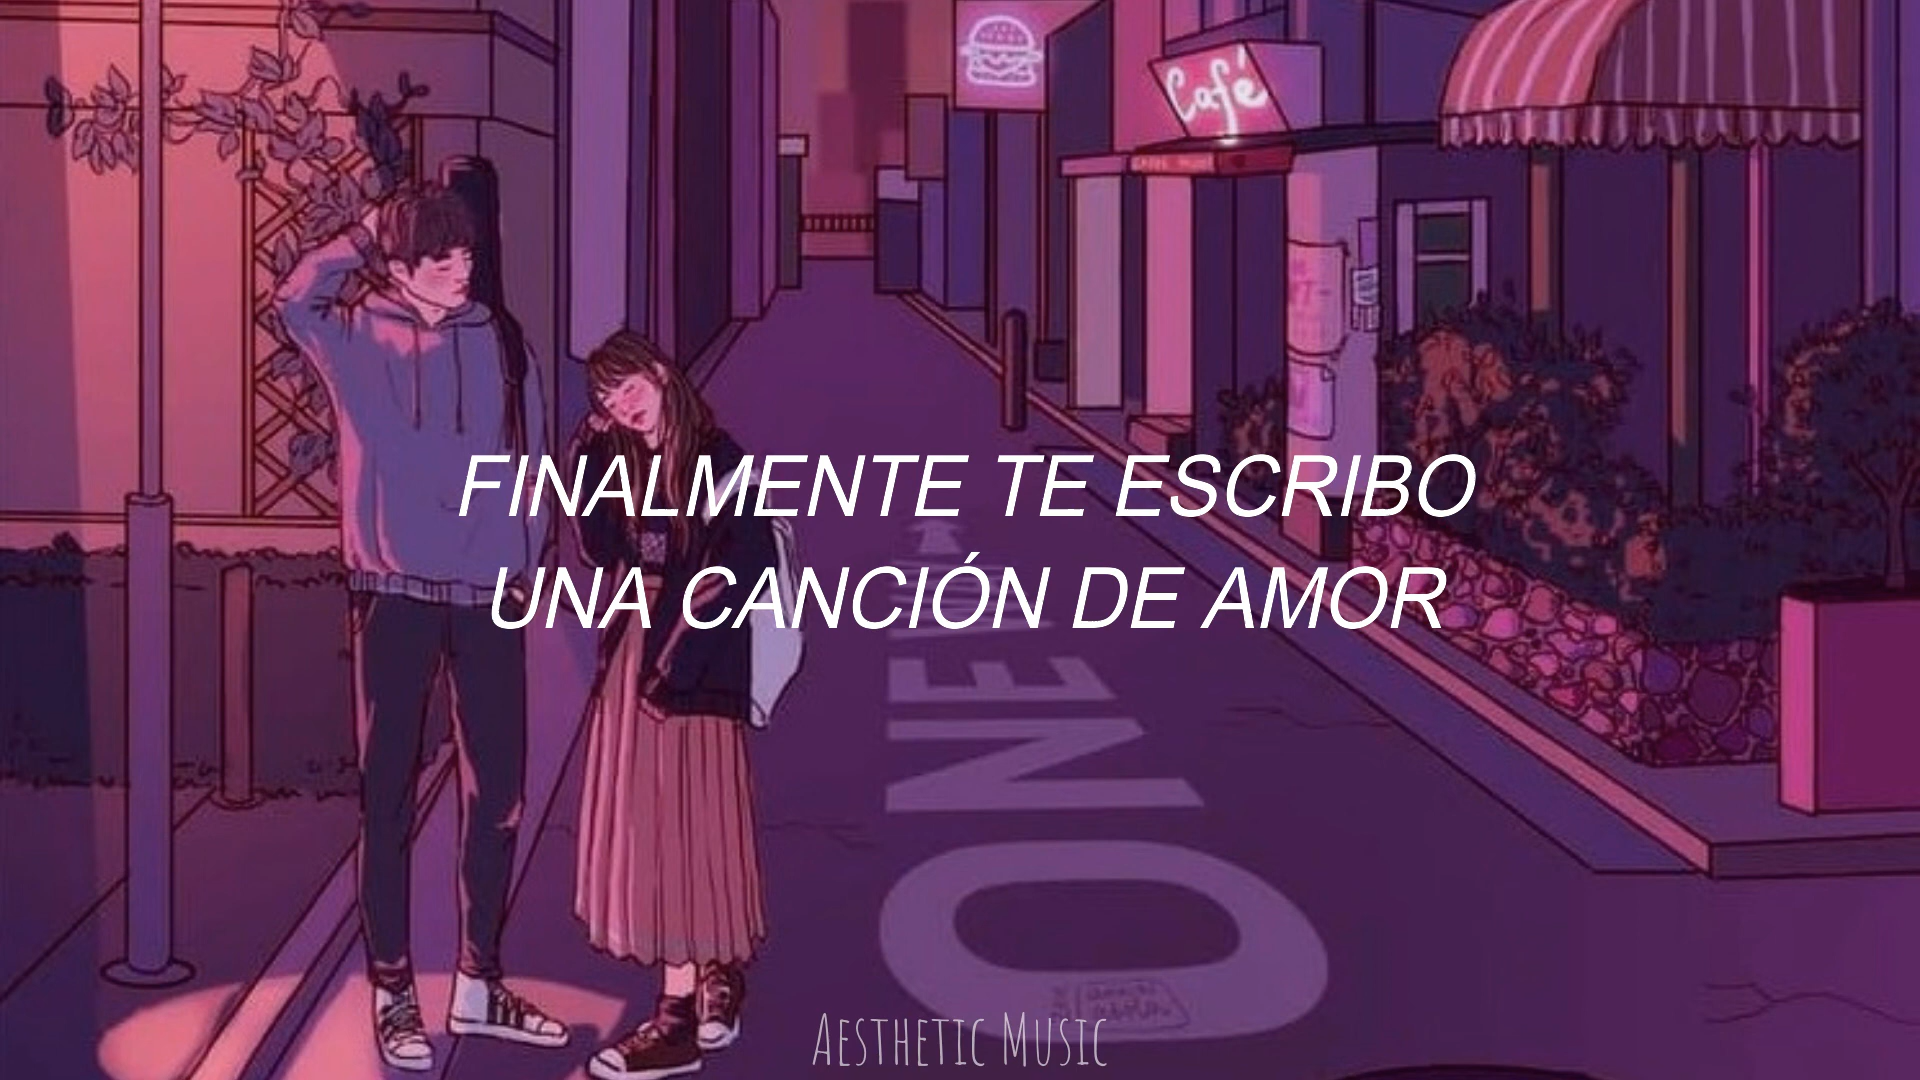 Café
FINALMENTE TE ESCRIBO
UNA CANCIÓN DE AMOR
ONE
Aesthetic Music